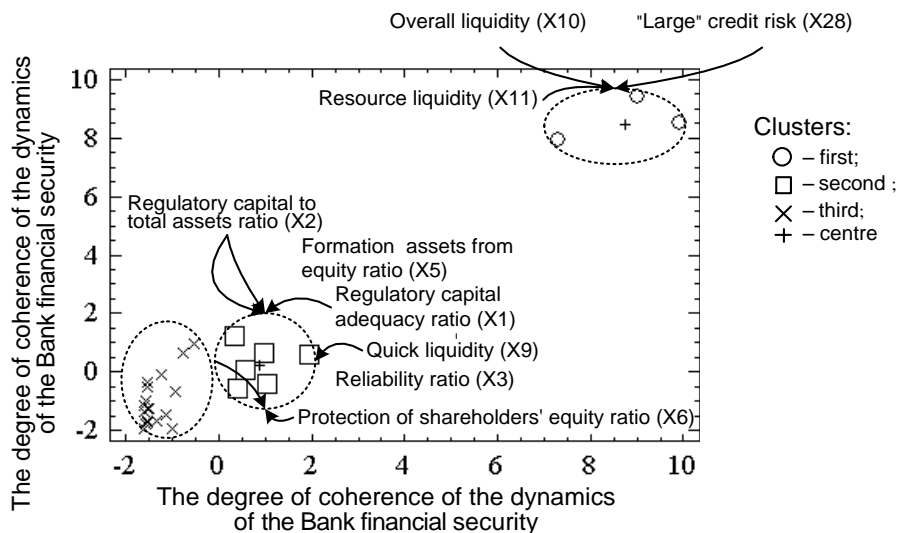 Overall liquidity (X10)
"Large" credit risk (X28)
Resource liquidity (X11)
The degree of coherence of the dynamics
of the Bank financial security
10
8
6
4
2
0
-2
Regulatory capital to
total assets ratio (X2)
Formation assets from
equity ratio (X5)
Regulatory capital
adequacy ratio (X1)
Quick liquidity (X9)
Reliability ratio (X3)
Protection of shareholders' equity ratio (X6)
-2 0 2 4 6 8 10
The degree of coherence of the dynamics
of the Bank financial security
Clusters:
– first;
– second ;
– third;
– centre